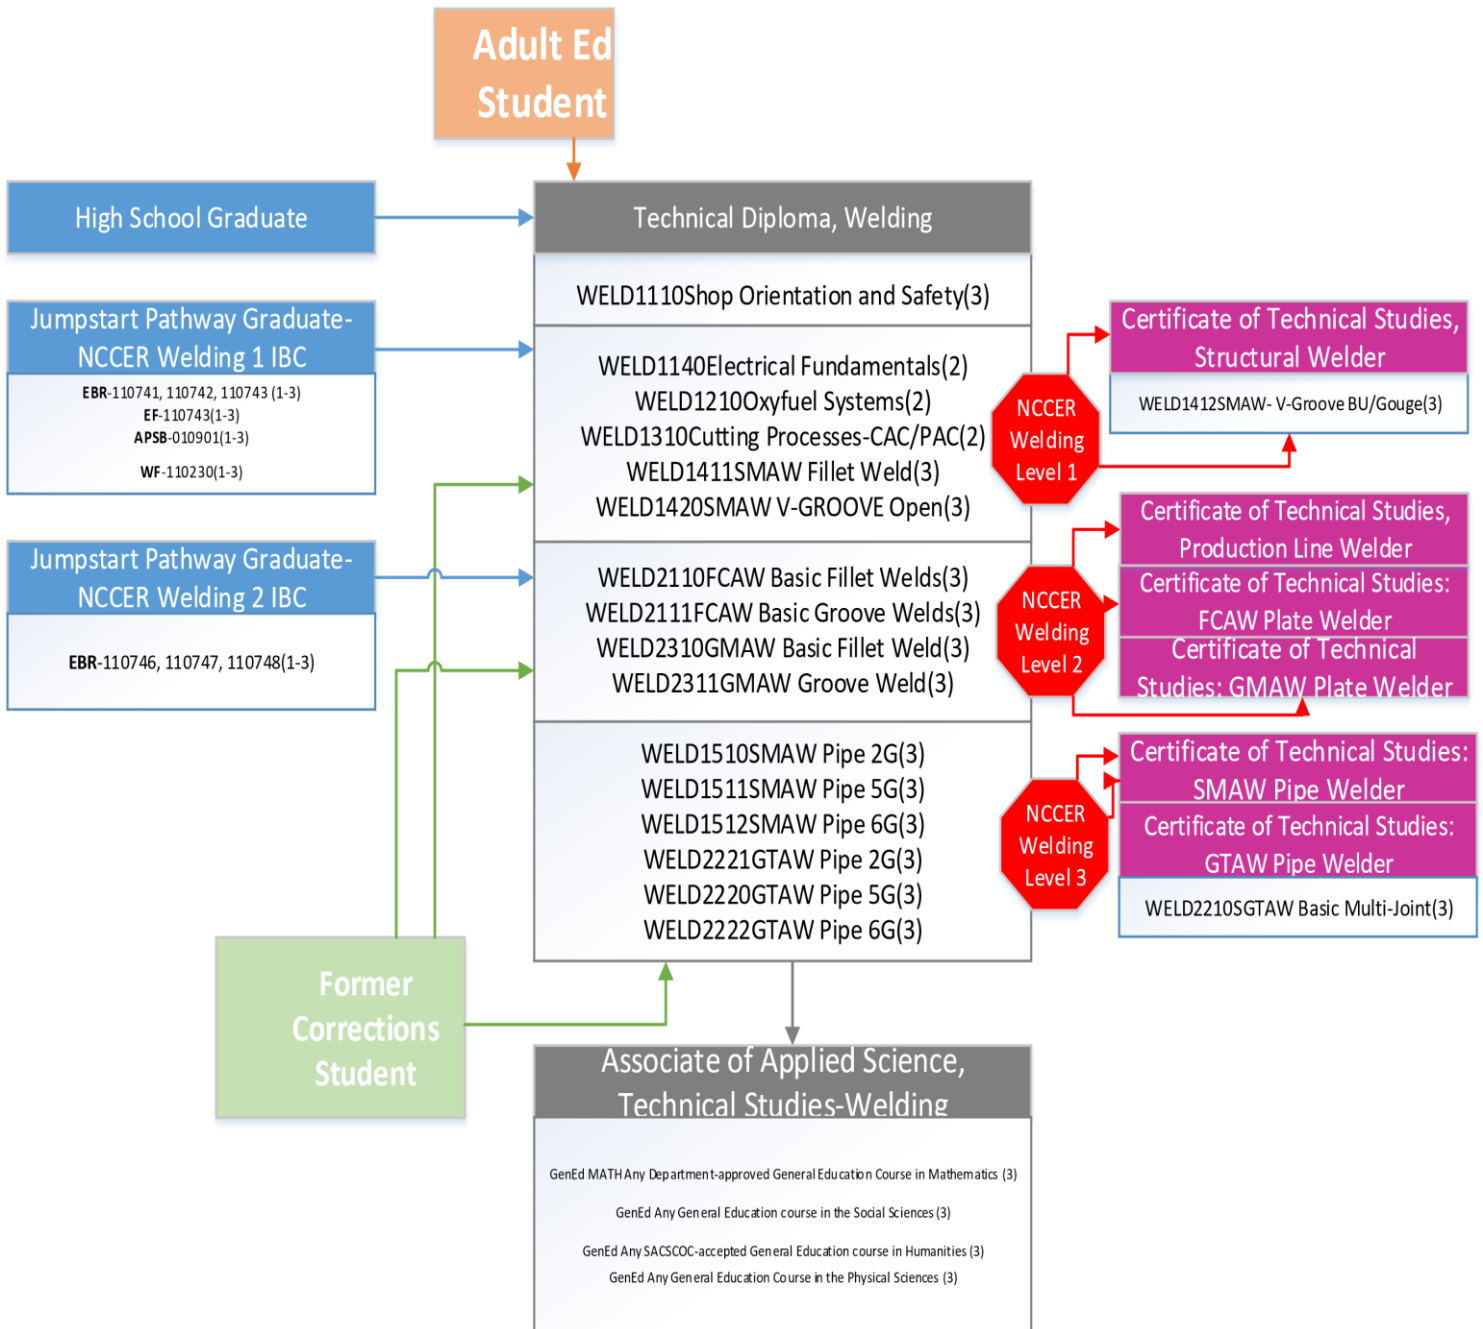 Adult Ed
Student
High School Graduate
Technical Diploma, Welding
WELD1110Shop Orientation and Safety(3)
Jumpstart Pathway Graduate-
NCCER Welding 1 IBC
EBR-110741, 110742, 110743 (1-3)
EF-110743(1-3)
APSB-010901(1-3)
WF-110230(1-3)
WELD1140Electrical Fundamentals(2)
WELD1210Oxyfuel Systems(2)
WELD1310Cutting Processes-CAC/PAC(2)
WELD1411SMAW Fillet Weld(3)
WELD1420SMAW V-GROOVE Open(3)
NCCER
Welding
Level 1
Certificate of Technical Studies,
Structural Welder
WELD1412SMAW- V-Groove BU/Gouge(3)
Jumpstart Pathway Graduate-
NCCER Welding 2 IBC
EBR-110746, 110747, 110748(1-3)
WELD2110FCAW Basic Fillet Welds(3)
WELD2111FCAW Basic Groove Welds(3)
WELD2310GMAW Basic Fillet Weld(3)
WELD2311GMAW Groove Weld(3)
NCCER
Welding
Level 2
Certificate of Technical Studies,
Production Line Welder
Certificate of Technical Studies:
FCAW Plate Welder
Certificate of Technical
Studies: GMAW Plate Welder
WELD1510SMAW Pipe 2G(3)
WELD1511SMAW Pipe 5G(3)
WELD1512SMAW Pipe 6G(3)
WELD2221GTAW Pipe 2G(3)
WELD2220GTAW Pipe 5G(3)
WELD2222GTAW Pipe 6G(3)
NCCER
Welding
Level 3
Certificate of Technical Studies:
SMAW Pipe Welder
Certificate of Technical Studies:
GTAW Pipe Welder
WELD2210SGTAW Basic Multi-Joint(3)
Former
Corrections
Student
Associate of Applied Science,
Technical Studies-Welding
GenEd MATH Any Department-approved General Education Course in Mathematics (3)
GenEd Any General Education course in the Social Sciences (3)
GenEd Any SACSCOC-accepted General Education course in Humanities (3)
GenEd Any General Education Course in the Physical Sciences (3)